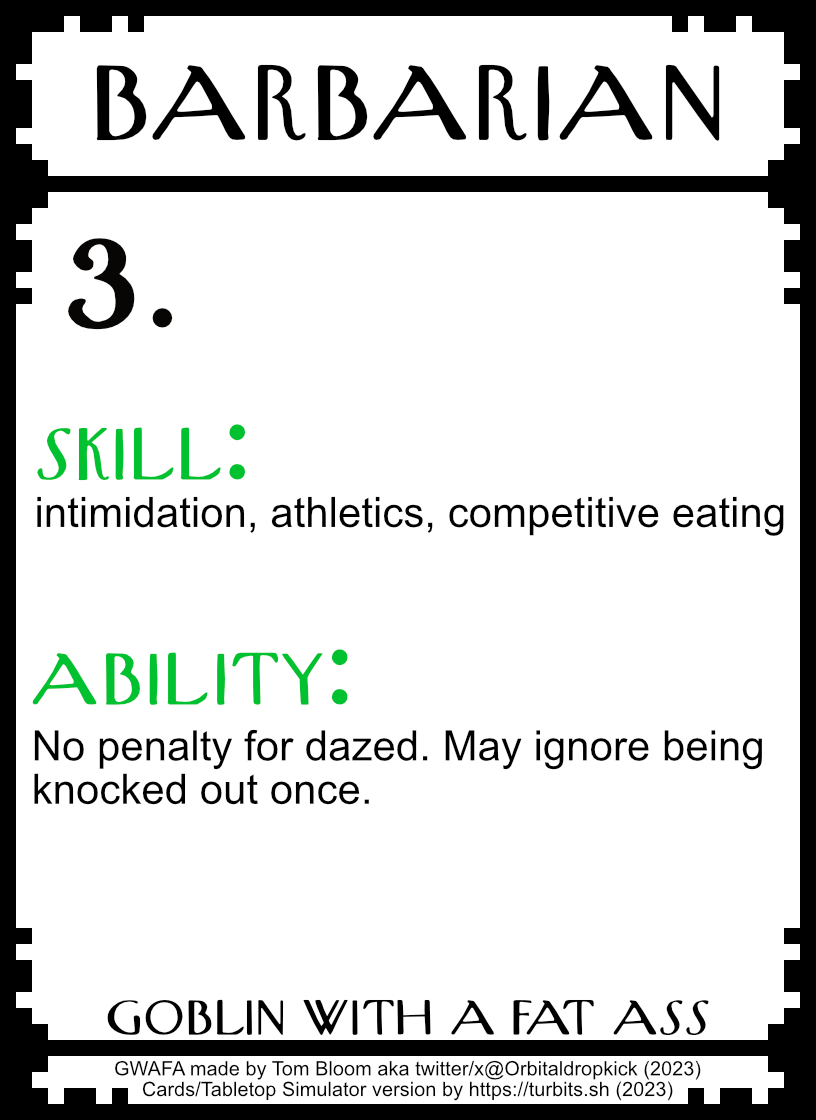 BARBARIAN
3.
SKILL:
intimidation, athletics, competitive eating
ABILITY:
No penalty for dazed. May ignore being
knocked out once.
GOBLIN WITH A FAT ASS
GWAFA made by Tom Bloom aka twitter/x@Orbitaldropkick (2023)
Cards/Tabletop Simulator version by https://turbits.sh (2023)